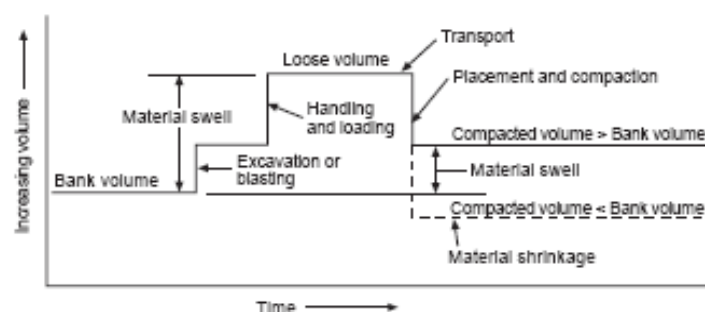 Increasing volume
Loose volume
Transport
Placement and compaction
Material swell
Handling
and loading
Compacted volume > Bank volume
Bank volume
Excavation or
blasting
Material swell
Compacted volume < Bank volume
Material shrinkage
Time